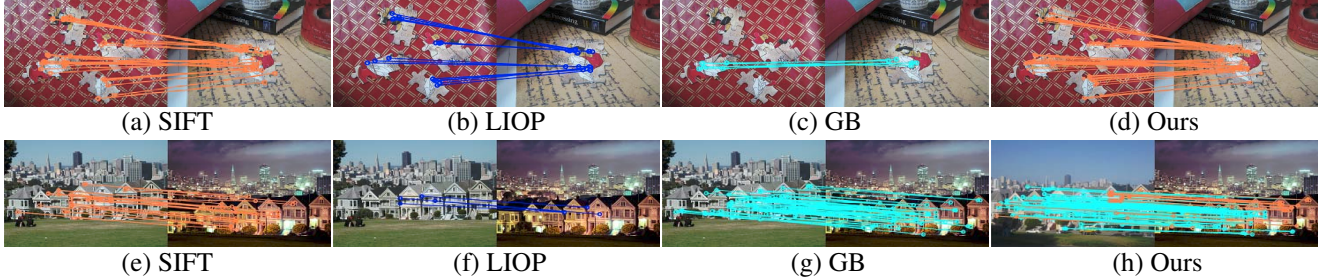 (a) SIFT
(b) LIOP
(c) GB
(d) Ours
(e) SIFT
(f) LIOP
(g) GB
(h) Ours